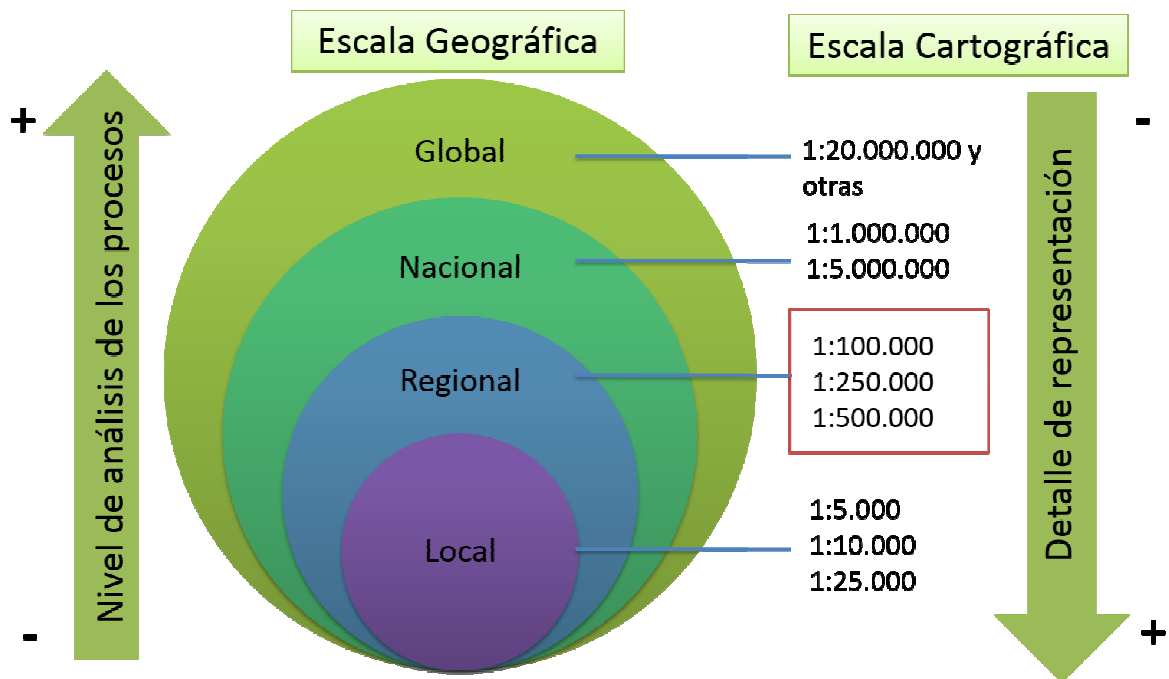 Escala Geográfica
Escala Cartográfica
+
Nivel de análisis de los procesos
-
Global
Nacional
Regional
Local
1:20.000.000 y
otras
1:1.000.000
1:5.000.000
1:100.000
1:250.000
1:500.000
1:5.000
1:10.000
1:25.000
-
Detalle de representación
+